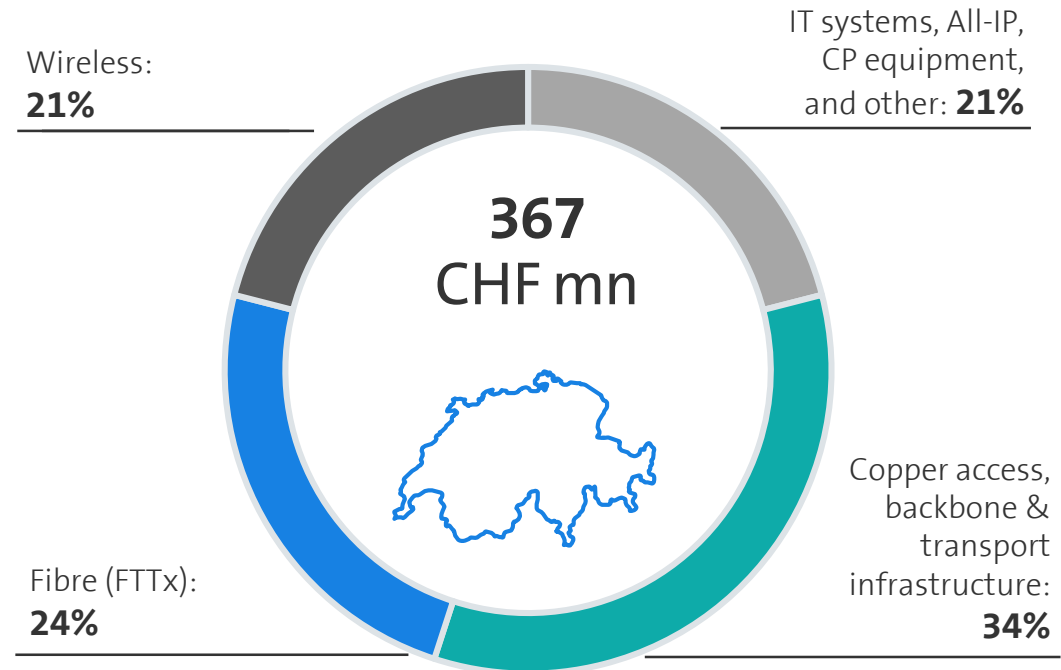 Wireless:
21%
IT systems, All-IP,
CP equipment,
and other: 21%
367
CHF mn
Fibre (FTTx):
24%
Copper access,
backbone &
transport
infrastructure:
34%